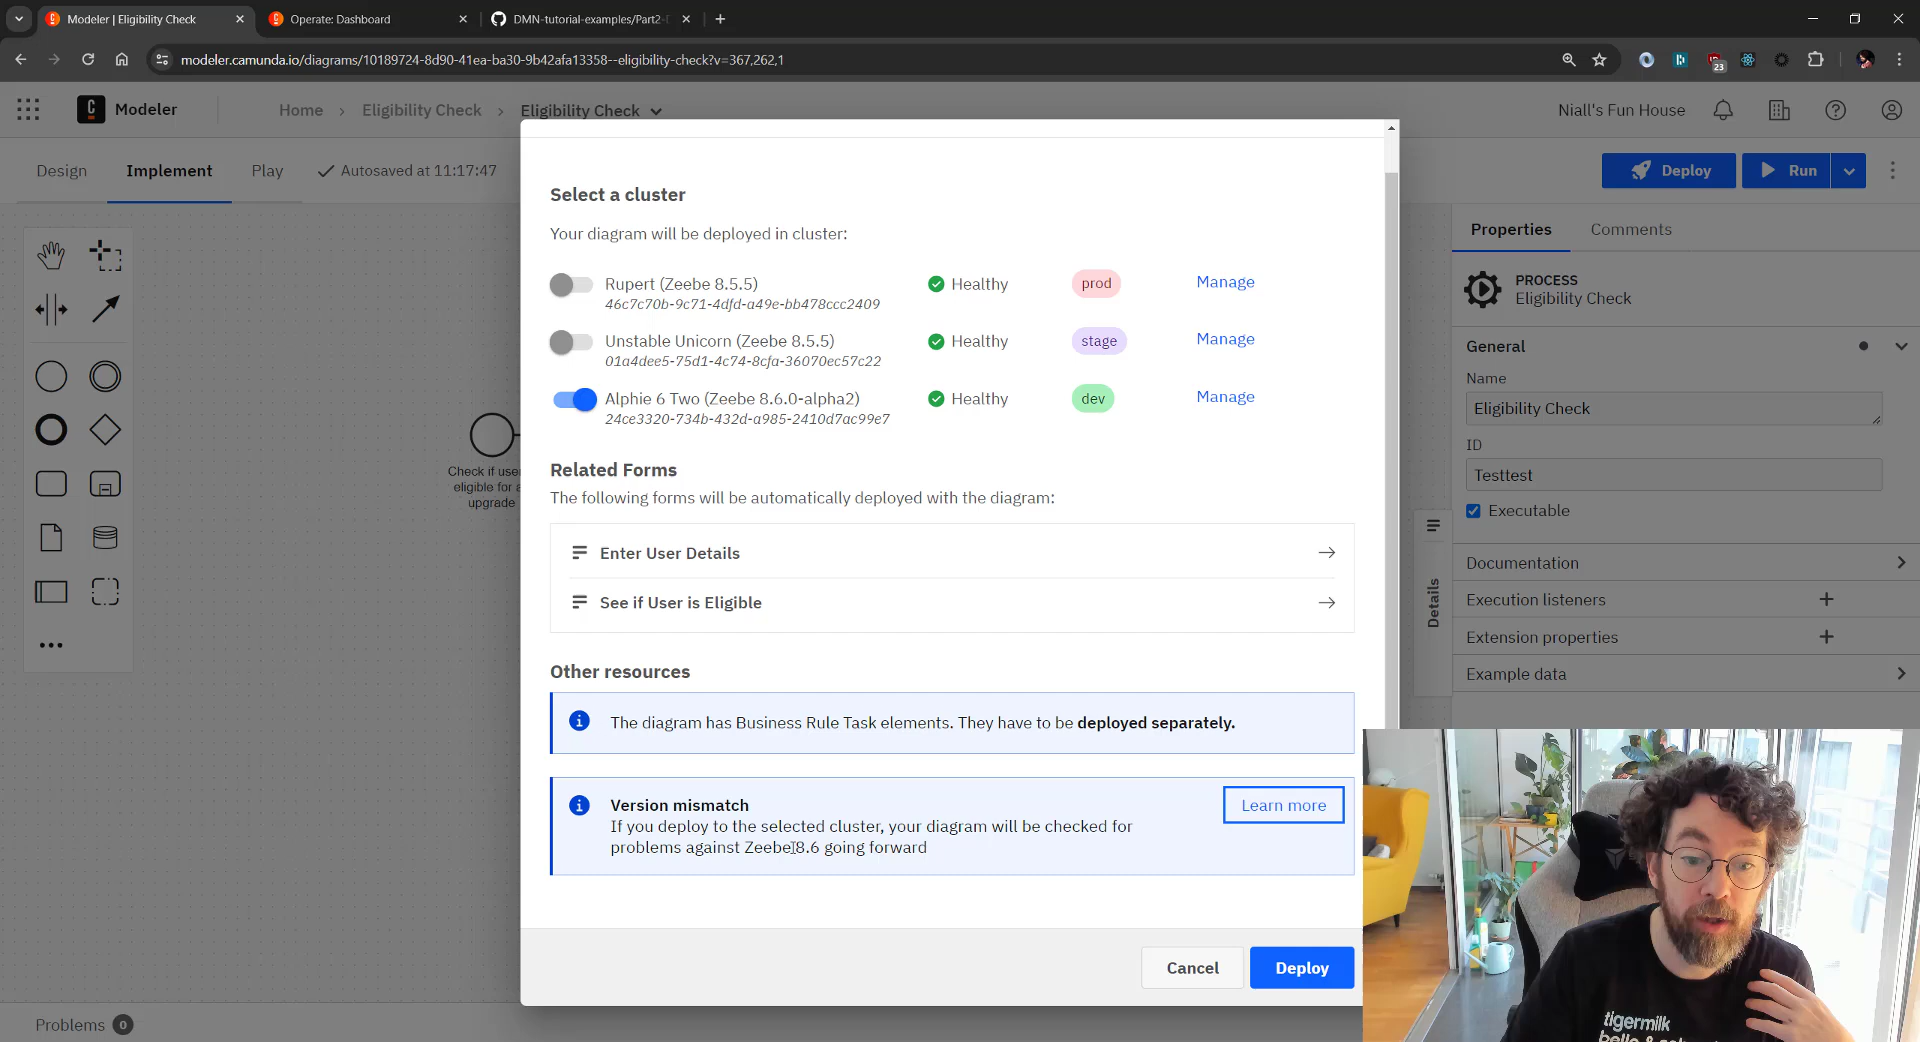 Modeler | Eligibility Check
Operate: Dashboard
DMN-tutorial-examples/Part2-
modeler.camunda.io/diagrams/10189724-8d90-41ea-ba30-9b42afa13358--eligibility-check?v=367,262,1
23
Modeler
Home
Eligibility Check
Eligibility Check
Niall's Fun House
Design
Implement
Play
Autosaved at 11:17:47
Deploy
Run
Select a cluster
Your diagram will be deployed in cluster:
Rupert (Zeebe 8.5.5)
46c7c70b-9c71-4dfd-a49e-bb478ccc2409
Healthy
prod
Manage
Unstable Unicorn (Zeebe 8.5.5)
01a4dee5-75d1-4c74-8cfa-36070ec57c22
Healthy
stage
Manage
Alphie 6 Two (Zeebe 8.6.0-alpha2)
24ce3320-734b-432d-a985-2410d7ac99e7
Healthy
dev
Manage
Related Forms
The following forms will be automatically deployed with the diagram:
Enter User Details
See if User is Eligible
Other resources
The diagram has Business Rule Task elements. They have to be deployed separately.
Version mismatch
If you deploy to the selected cluster, your diagram will be checked for
problems against Zeebe 8.6 going forward
Learn more
Cancel
Deploy
Check if use
eligible for a
upgrade
Properties
Comments
PROCESS
Eligibility Check
General
Name
Eligibility Check
ID
Testtest
Executable
Details
Documentation
Execution listeners
Extension properties
Example data
Problems 0
tigermilk